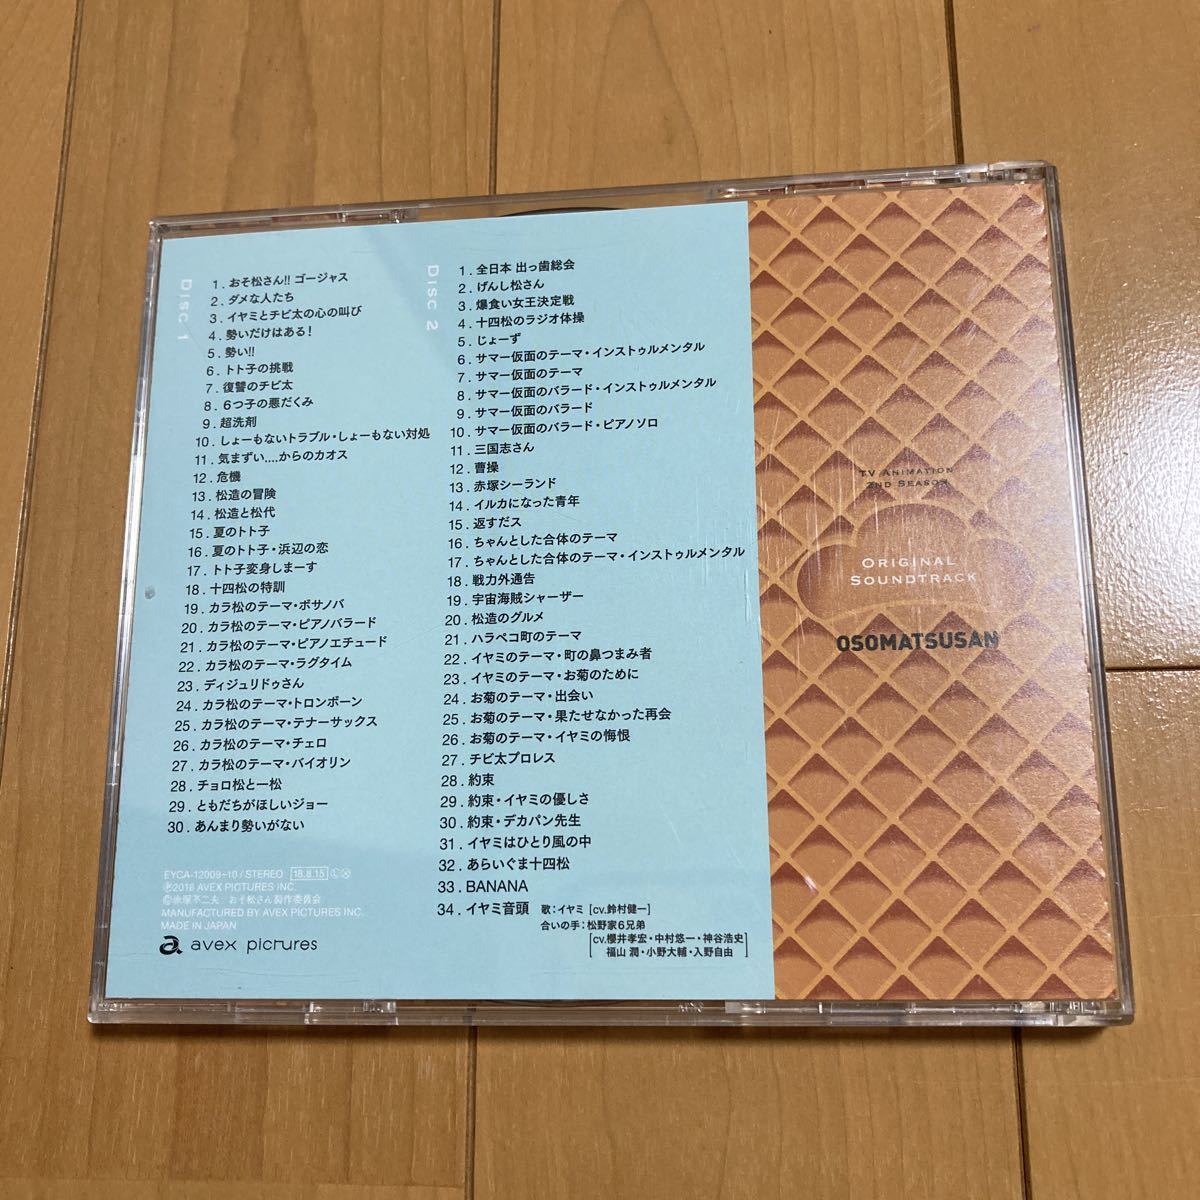 DISC 1
1. おそ松さん!! ゴージャス
2. ダメな人たち
3. イヤミとチビ太の心の叫び
4. 勢いだけはある!
5. 勢い!!
6. トト子の挑戦
7. 復讐のチビ太
8. 6つ子の悪だくみ
9. 超洗剤
10. しょーもないトラブル・しょーもない対処
11. 気まずい....からのカオス
12. 危機
13. 松造の冒険
14. 松造と松代
15. 夏のトト子
16. 夏のトト子・浜辺の恋
17. トト子変身しまーす
18. 十四松の特訓
19. カラ松のテーマ・ボサノバ
20. カラ松のテーマ・ピアノバラード
21. カラ松のテーマ・ピアノエチュード
22. カラ松のテーマ・ラグタイム
23. ディジュリドゥさん
24. カラ松のテーマ・トロンボーン
25. カラ松のテーマ・テナーサックス
26. カラ松のテーマ・チェロ
27. カラ松のテーマ・バイオリン
28. チョロ松と一松
29. ともだちがほしいジョー
30. あんまり勢いがない
DISC 2
1. 全日本 出っ歯総会
2. げんし松さん
3. 爆食い女王決定戦
4. 十四松のラジオ体操
5. じょーず
6. サマー仮面のテーマ・インストゥルメンタル
7. サマー仮面のテーマ
8. サマー仮面のバラード・インストゥルメンタル
9. サマー仮面のバラード
10. サマー仮面のバラード・ピアノソロ
11. 三国志さん
12. 曹操
13. 赤塚シーランド
14. イルカになった青年
15. 返すだス
16. ちゃんとした合体のテーマ
17. ちゃんとした合体のテーマ・インストゥルメンタル
18. 戦力外通告
19. 宇宙海賊シャーザー
20. 松造のグルメ
21. ハラペコ町のテーマ
22. イヤミのテーマ・町の鼻つまみ者
23. イヤミのテーマ・お菊のために
24. お菊のテーマ・出会い
25. お菊のテーマ・果たせなかった再会
26. お菊のテーマ・イヤミの悔恨
27. チビ太プロレス
28. 約束
29. 約束・イヤミの優しさ
30. 約束・デカパン先生
31. イヤミはひとり風の中
32. あらいぐま十四松
33. BANANA
34. イヤミ音頭 歌:イヤミ [cv.鈴村健一]
合いの手:松野家6兄弟
[cv.櫻井孝宏・中村悠一・神谷浩史
福山 潤・小野大輔・入野自由]
EYCA-12009~10 / STEREO 18.8.15 Ⓛ Ⓧ
Ⓟ2018 AVEX PICTURES INC.
©赤塚不二夫/おそ松さん製作委員会
MANUFACTURED BY AVEX PICTURES INC.
MADE IN JAPAN
avex pictures
TV ANIMATION
2ND SEASON
ORIGINAL
SOUNDTRACK
OSOMATSUSAN